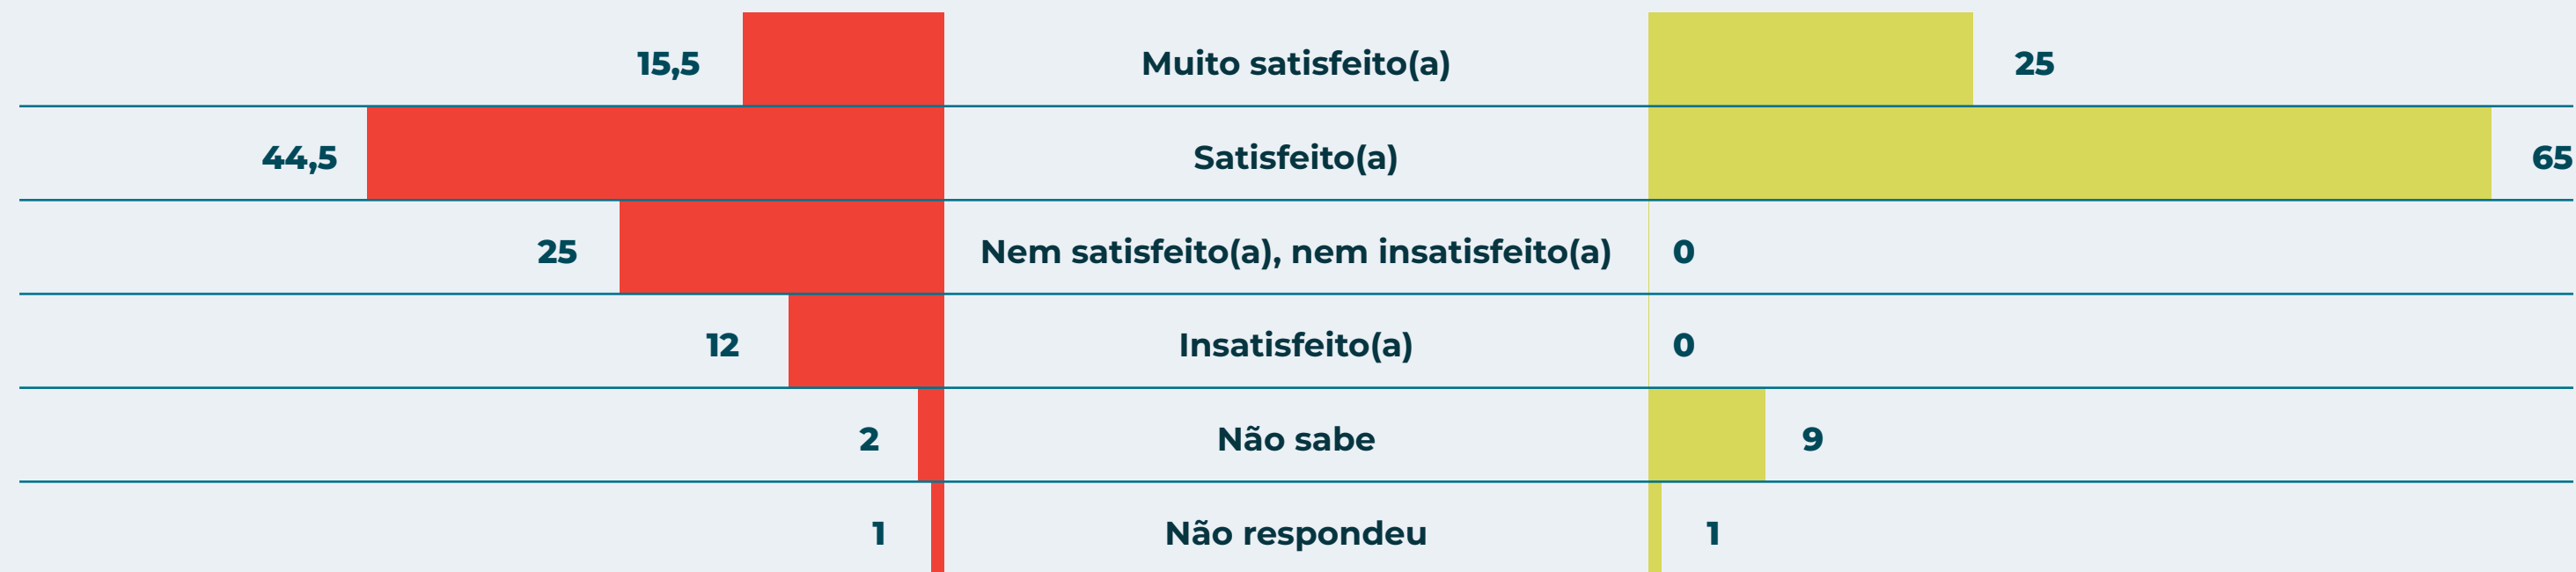 15,5 Muito satisfeito(a) 25
44,5 Satisfeito(a) 65
25 Nem satisfeito(a), nem insatisfeito(a) 0
12 Insatisfeito(a) 0
2 Não sabe 9
1 Não respondeu 1